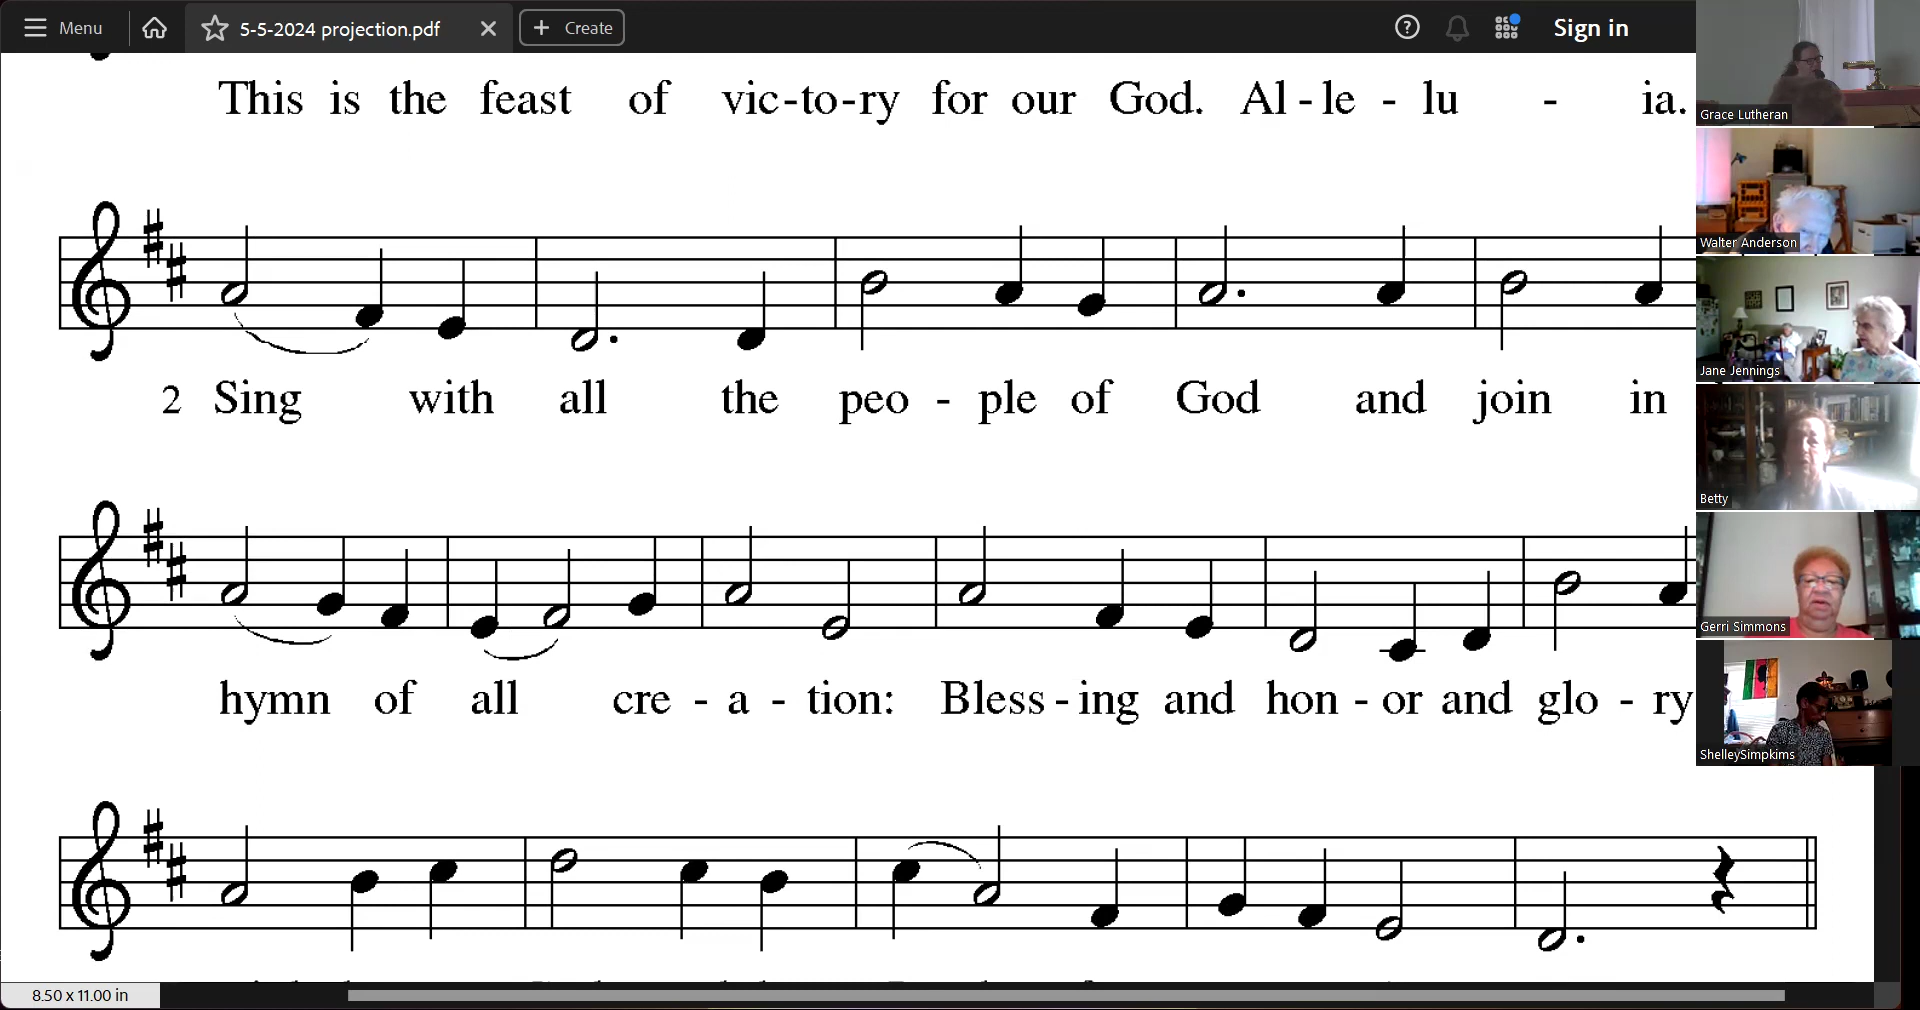 Menu
5-5-2024 projection.pdf
Create
Sign in
This is the feast of vic-to-ry for our God. Al-le-lu-ia.
2 Sing with all the peo-ple of God and join in
hymn of all cre-a-tion: Bless-ing and hon-or and glo-ry
8.50 x 11.00 in
Grace Lutheran
Walter Anderson
Jane Jennings
Betty
Gerri Simmons
ShelleySimpkims